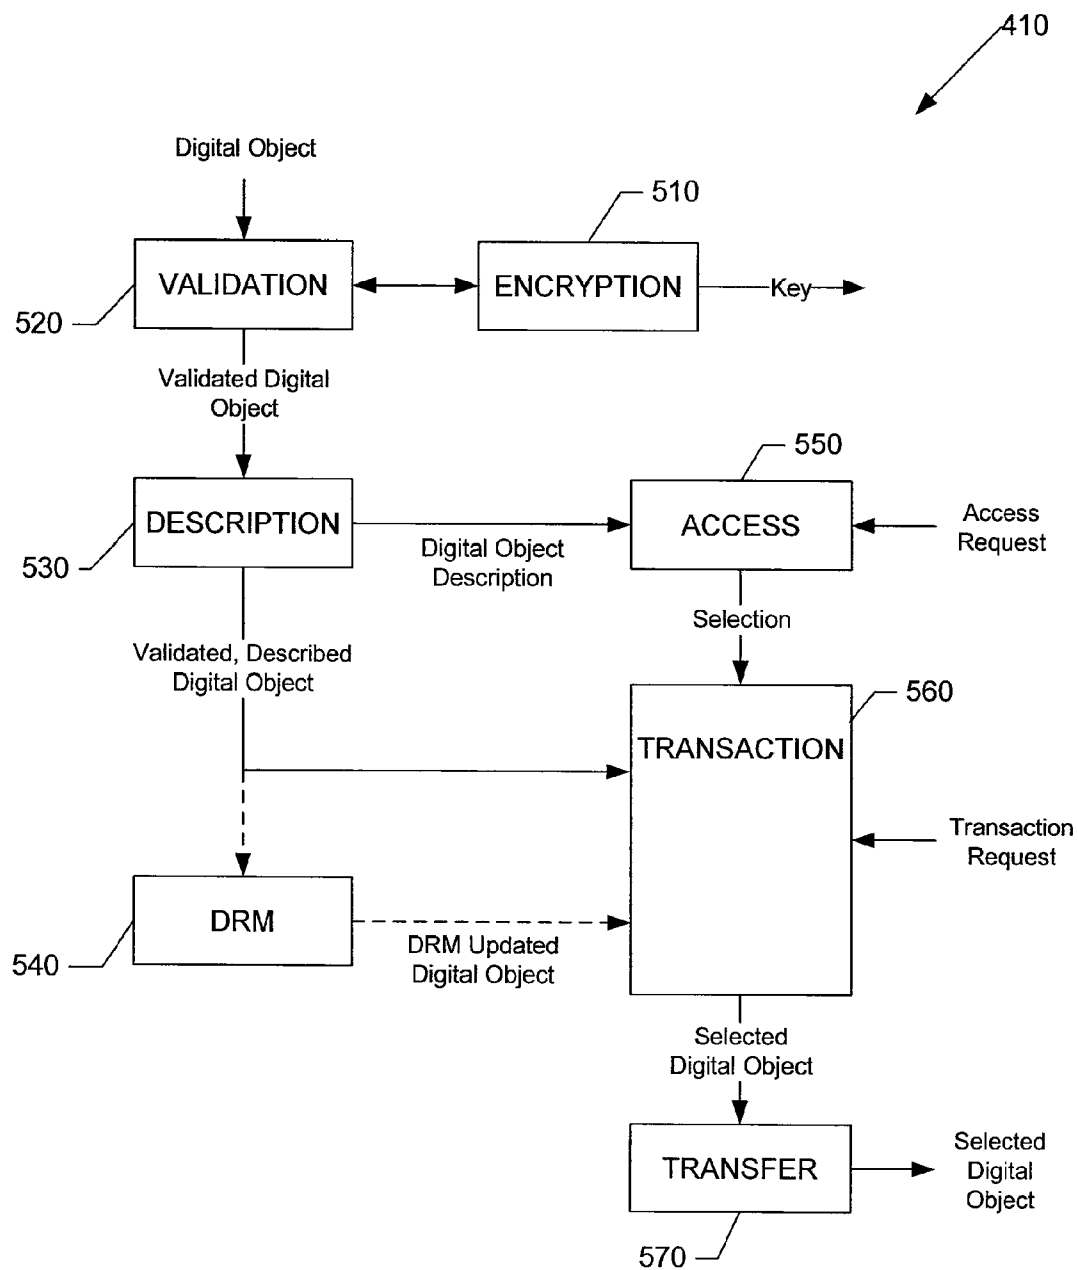 410
Digital Object
510
VALIDATION
ENCRYPTION
Key
520
Validated Digital
Object
550
DESCRIPTION
ACCESS
Access
Request
530
Digital Object
Description
Selection
Validated, Described
Digital Object
560
TRANSACTION
Transaction
Request
DRM
540
DRM Updated
Digital Object
Selected
Digital Object
TRANSFER
Selected
Digital
Object
570